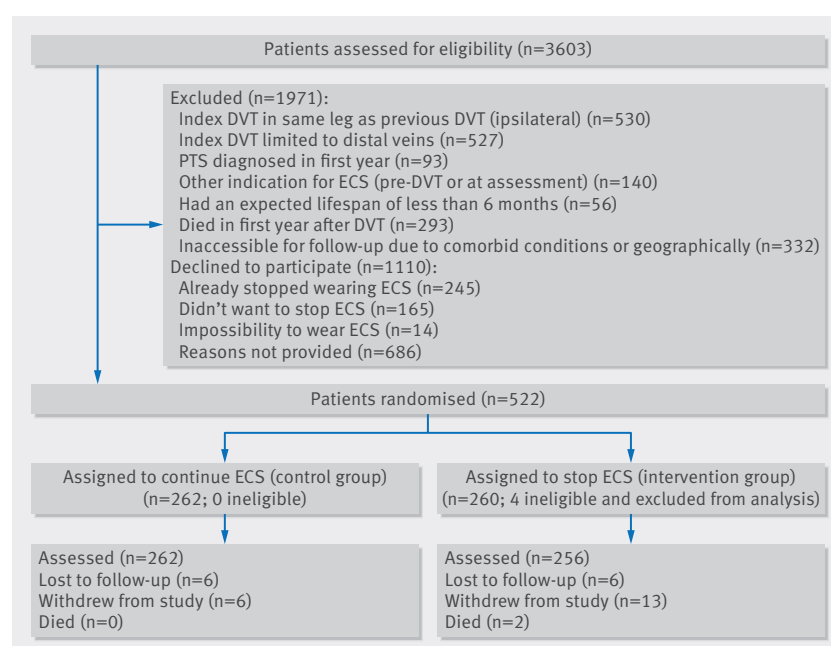 Patients assessed for eligibility (n=3603)
Excluded (n=1971):
Index DVT in same leg as previous DVT (ipsilateral) (n=530)
Index DVT limited to distal veins (n=527)
PTS diagnosed in first year (n=93)
Other indication for ECS (pre-DVT or at assessment) (n=140)
Had an expected lifespan of less than 6 months (n=56)
Died in first year after DVT (n=293)
Inaccessible for follow-up due to comorbid conditions or geographically (n=332)
Declined to participate (n=1110):
Already stopped wearing ECS (n=245)
Didn't want to stop ECS (n=165)
Impossibility to wear ECS (n=14)
Reasons not provided (n=686)
Patients randomised (n=522)
Assigned to continue ECS (control group)
(n=262; 0 ineligible)
Assigned to stop ECS (intervention group)
(n=260; 4 ineligible and excluded from analysis)
Assessed (n=262)
Lost to follow-up (n=6)
Withdrew from study (n=6)
Died (n=0)
Assessed (n=256)
Lost to follow-up (n=6)
Withdrew from study (n=13)
Died (n=2)